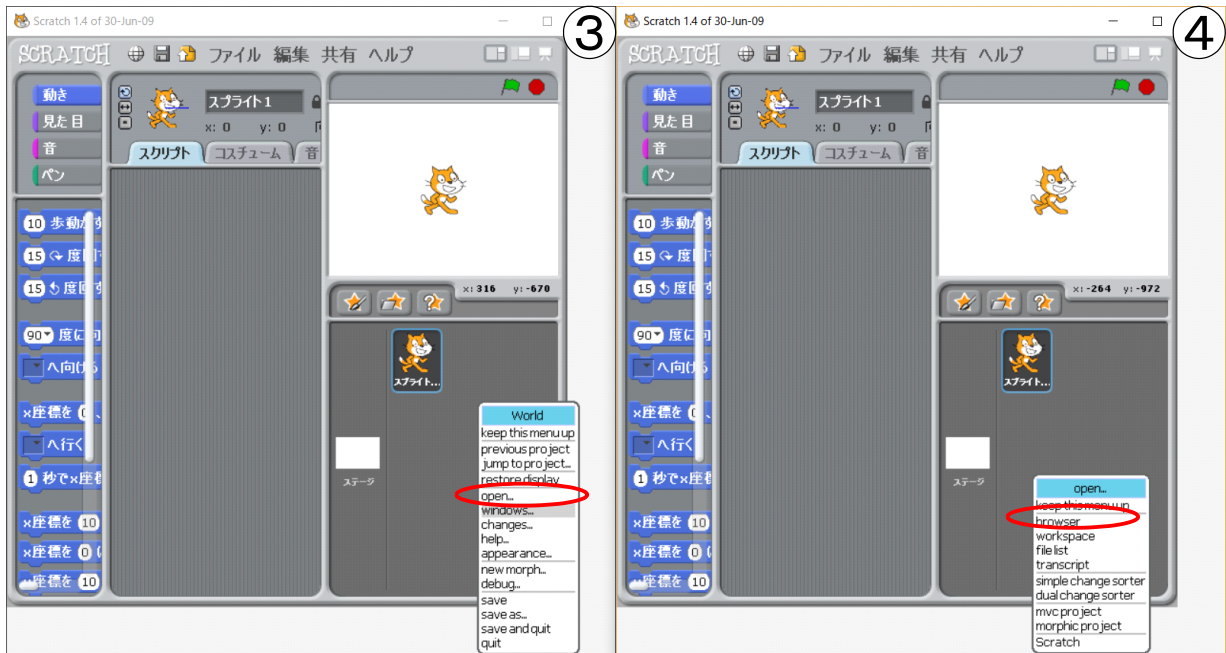 Scratch 1.4 of 30-Jun-09
③
SCRATCH
ファイル 編集 共有 ヘルプ
動き
見た目
音
ペン
スプライト1
x: 0 y: 0
スクリプト コスチューム 音
10 歩動かす
15 度回す
15 度回す
90 度に向
へ向ける
x座標を 0 、
へ行く
1 秒でx座標
x座標を 10
x座標を 0 に
y座標を 10
x: 316 y: -670
スプライト...
ステージ
World
keep this menu up
previous project
jump to project...
restore display
open...
windows...
changes...
help...
appearance...
new morph...
debug...
save
save as...
save and quit
quit
Scratch 1.4 of 30-Jun-09
④
SCRATCH
ファイル 編集 共有 ヘルプ
動き
見た目
音
ペン
スプライト1
x: 0 y: 0
スクリプト コスチューム 音
10 歩動かす
15 度回す
15 度回す
90 度に向
へ向ける
x座標を 0 、
へ行く
1 秒でx座標
x座標を 10
x座標を 0 に
y座標を 10
x: -264 y: -972
スプライト...
ステージ
open...
keep this menu up
browser
workspace
file list
transcript
simple change sorter
dual change sorter
mvc project
morphic project
Scratch